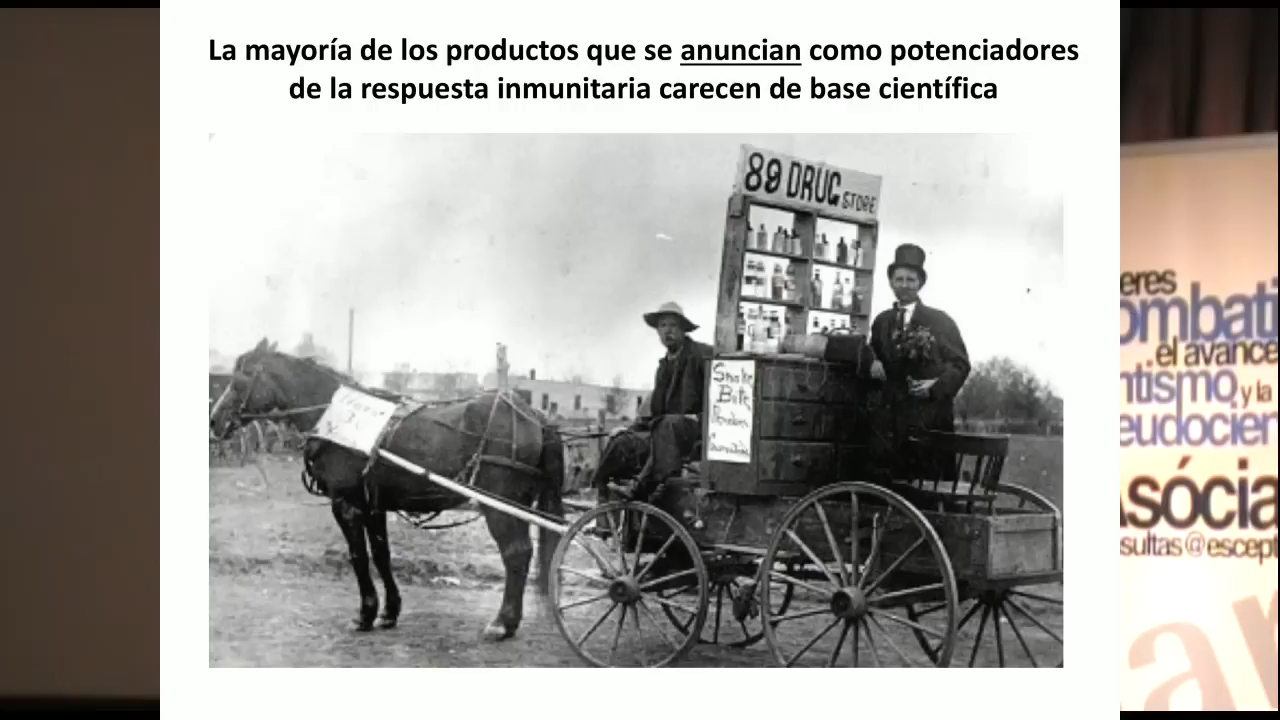 La mayoría de los productos que se anuncian como potenciadores
de la respuesta inmunitaria carecen de base científica
89 DRUG
STORE
Snake
Bite
eres
ombati
el avance
ntismo y la
eudocien
Asócia
sultas@escept
ar